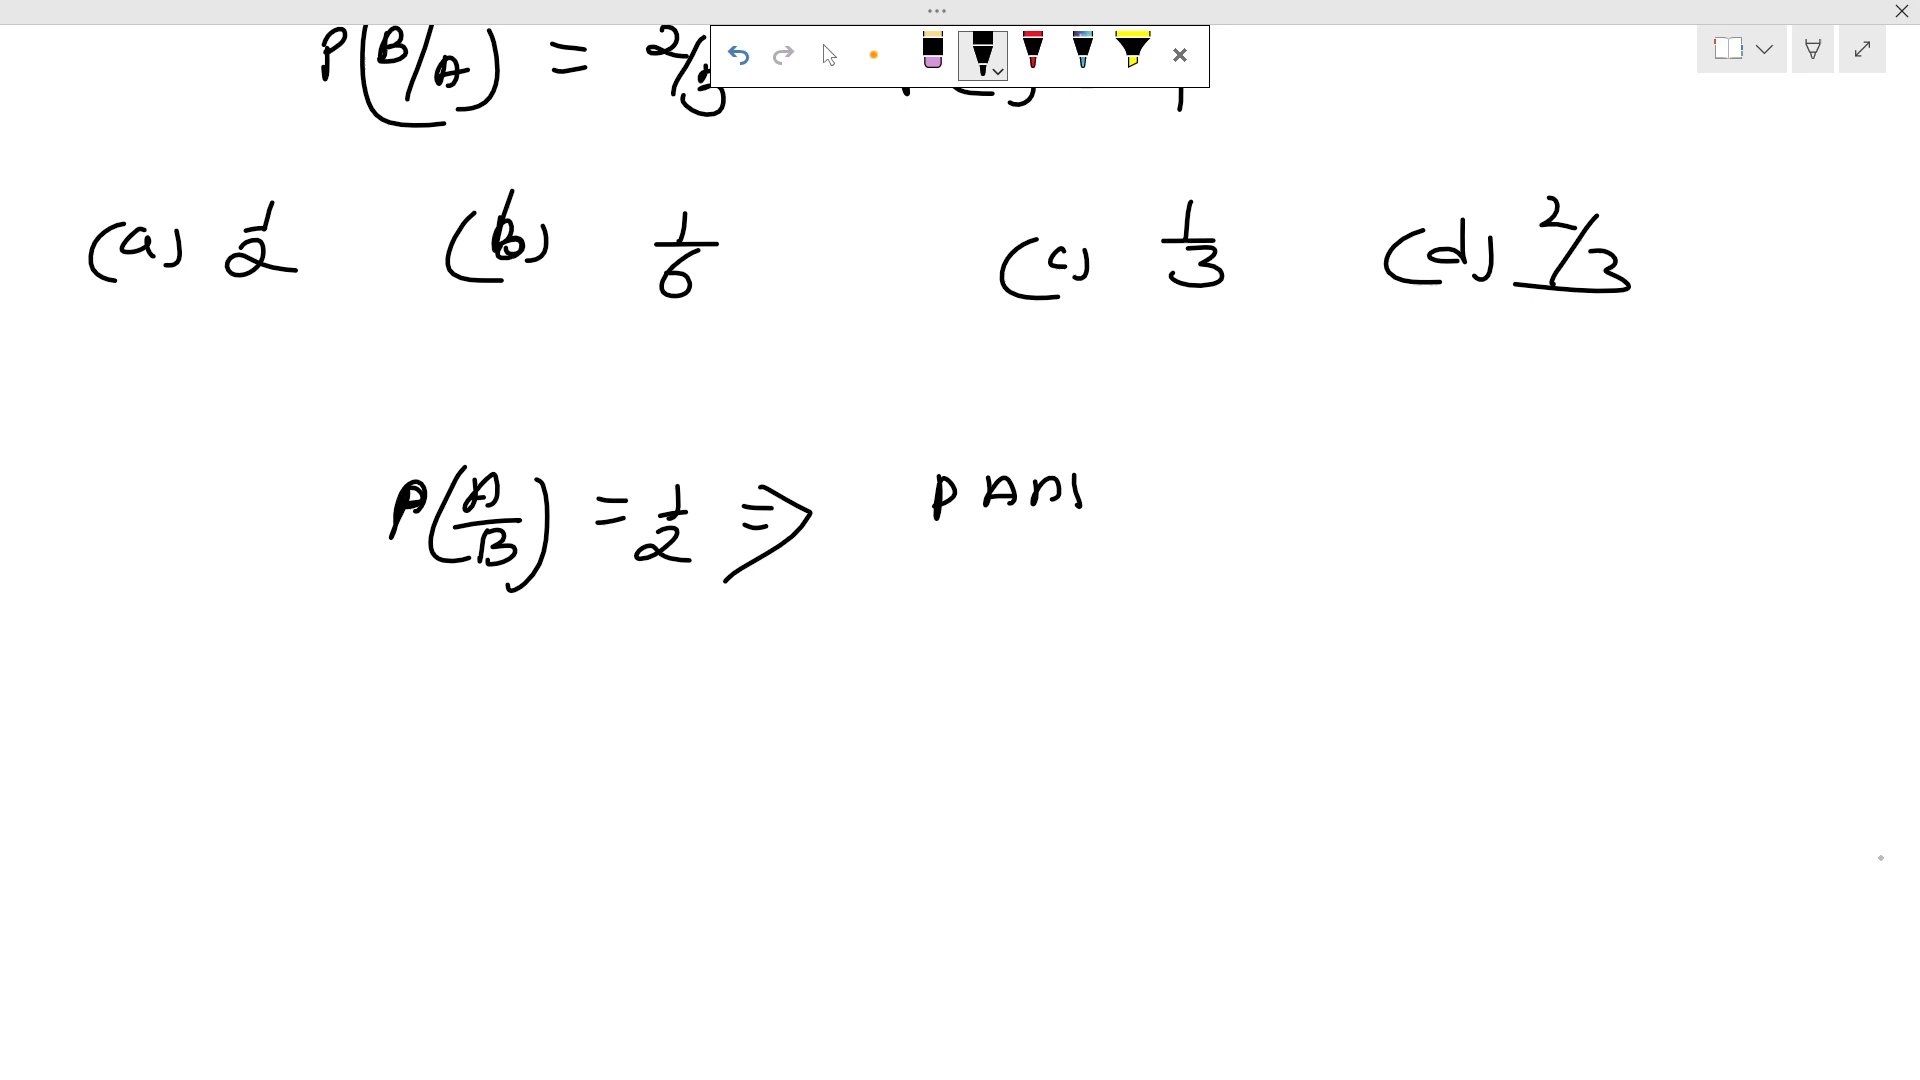 P(B/A) = 2/3
(a) 1/2 (b) 1/6 (c) 1/3 (d) 2/3
P(A/B) = 1/2 ⇒ P A∩